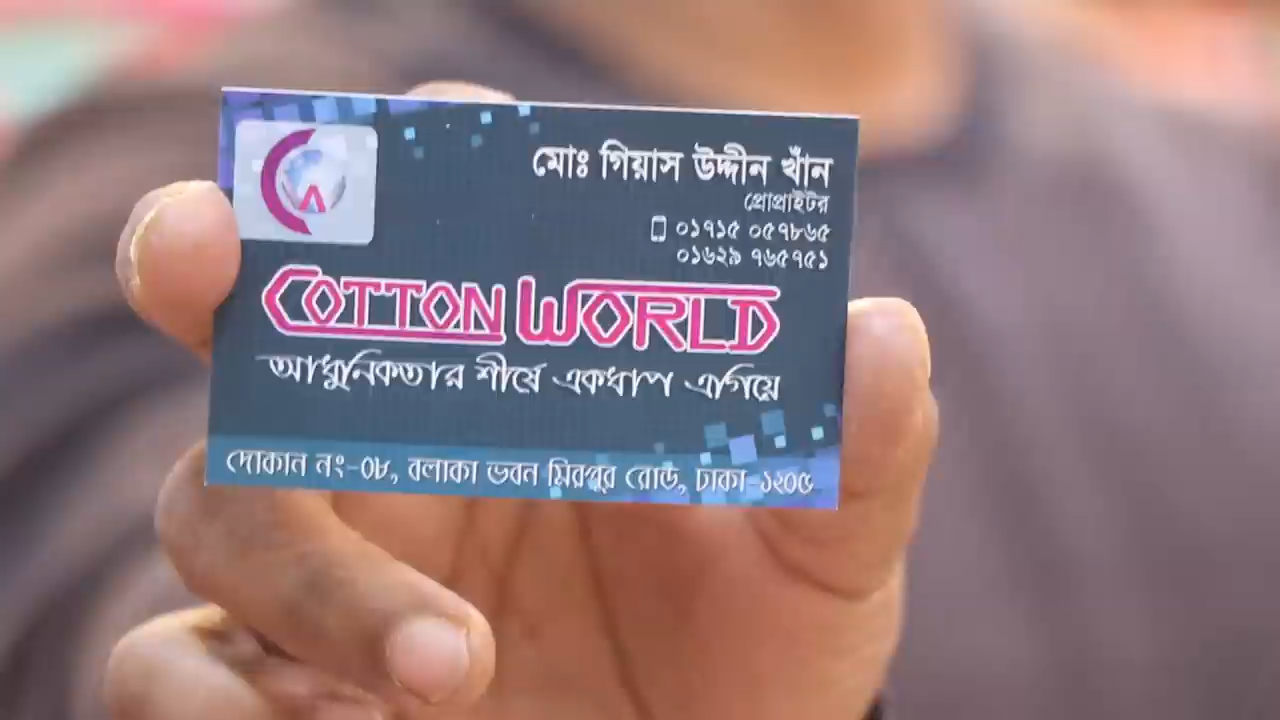 মোঃ গিয়াস উদ্দীন খাঁন
প্রোপ্রাইটর
০১৭১৫ ০৫৭৮৬৫
০১৬২৯ ৭৬৫৭৫১
COTTON WORLD
আধুনিকতার শীর্ষে একধাপ এগিয়ে
দোকান নং-০৮, বলাকা ভবন মিরপুর রোড, ঢাকা-১২০৫